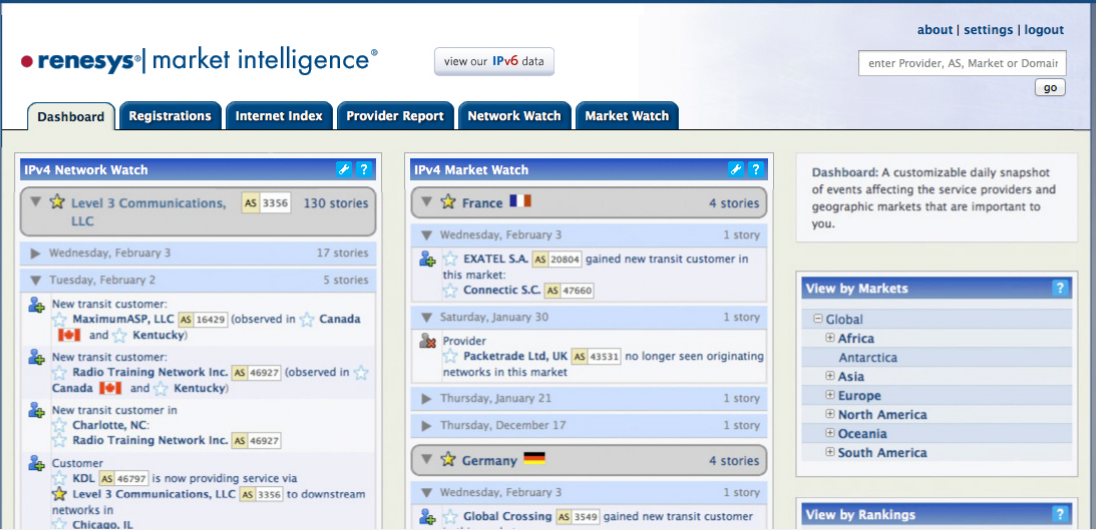 about | settings | logout
renesys® | market intelligence®
view our IPv6 data
enter Provider, AS, Market or Domain
go
Dashboard
Registrations
Internet Index
Provider Report
Network Watch
Market Watch
IPv4 Network Watch ?
Level 3 Communications, LLC AS 3356 130 stories
Wednesday, February 3 17 stories
Tuesday, February 2 5 stories
New transit customer:
MaximumASP, LLC AS 16429 (observed in Canada
and Kentucky)
New transit customer:
Radio Training Network Inc. AS 46927 (observed in
Canada and Kentucky)
New transit customer in
Charlotte, NC:
Radio Training Network Inc. AS 46927
Customer
KDL AS 46797 is now providing service via
Level 3 Communications, LLC AS 3356 to downstream
networks in
Chicago, IL
IPv4 Market Watch ?
France 4 stories
Wednesday, February 3 1 story
EXATEL S.A. AS 20804 gained new transit customer in
this market:
Connectic S.C. AS 47660
Saturday, January 30 1 story
Provider
Packetrade Ltd, UK AS 43531 no longer seen originating
networks in this market
Thursday, January 21 1 story
Thursday, December 17 1 story
Germany 4 stories
Wednesday, February 3 1 story
Global Crossing AS 3549 gained new transit customer
Dashboard: A customizable daily snapshot
of events affecting the service providers and
geographic markets that are important to
you.
View by Markets ?
Global
Africa
Antarctica
Asia
Europe
North America
Oceania
South America
View by Rankings ?